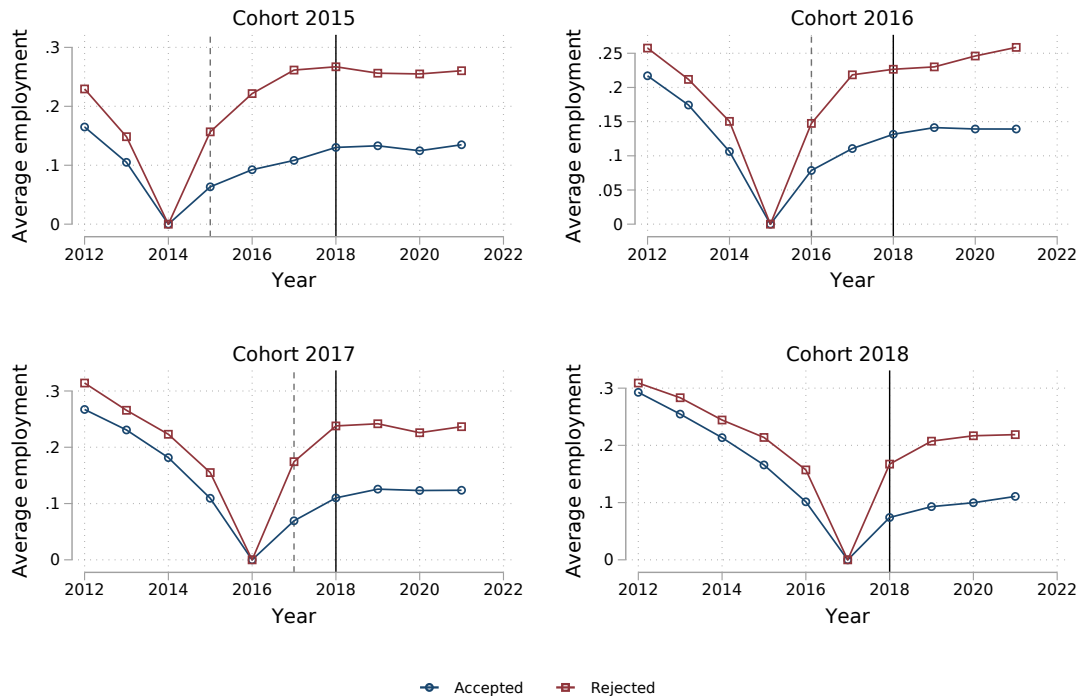 Cohort 2015
Average employment
.3
.2
.1
0
2012 2014 2016 2018 2020 2022
Year
Cohort 2016
Average employment
.25
.2
.15
.1
.05
0
2012 2014 2016 2018 2020 2022
Year
Cohort 2017
Average employment
.3
.2
.1
0
2012 2014 2016 2018 2020 2022
Year
Cohort 2018
Average employment
.3
.2
.1
0
2012 2014 2016 2018 2020 2022
Year
Accepted Rejected